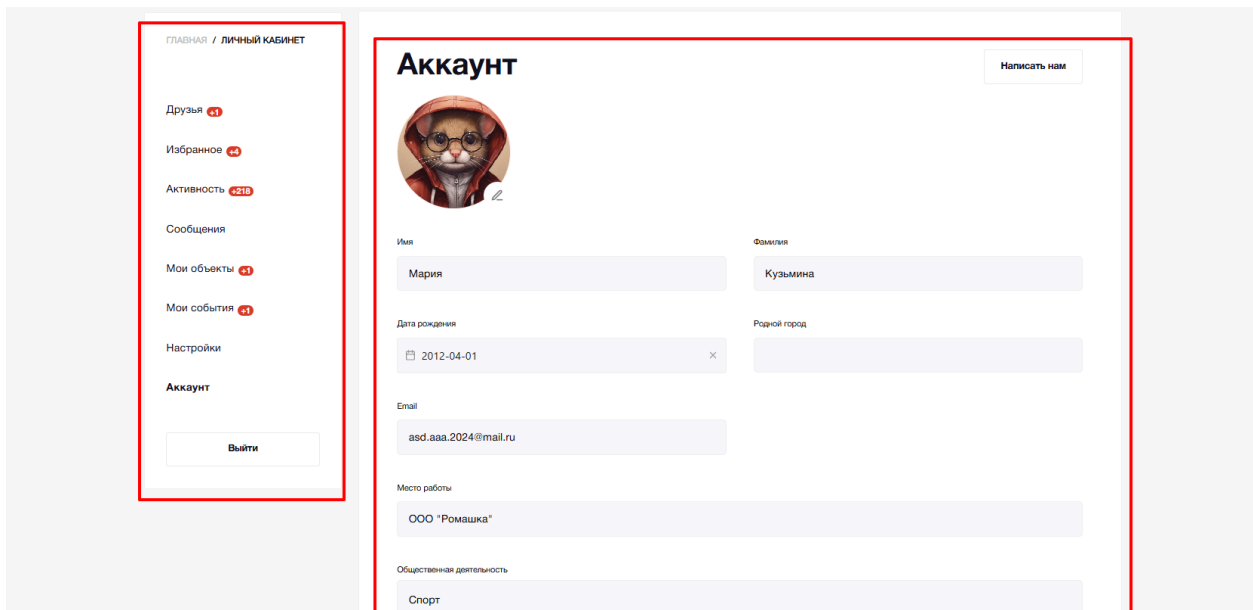 ГЛАВНАЯ / ЛИЧНЫЙ КАБИНЕТ
Друзья +1
Избранное +4
Активность +218
Сообщения
Мои объекты +1
Мои события +1
Настройки
Аккаунт
Выйти
Аккаунт
Написать нам
Имя
Мария
Фамилия
Кузьмина
Дата рождения
2012-04-01
Родной город
Email
asd.aaa.2024@mail.ru
Место работы
ООО "Ромашка"
Общественная деятельность
Спорт